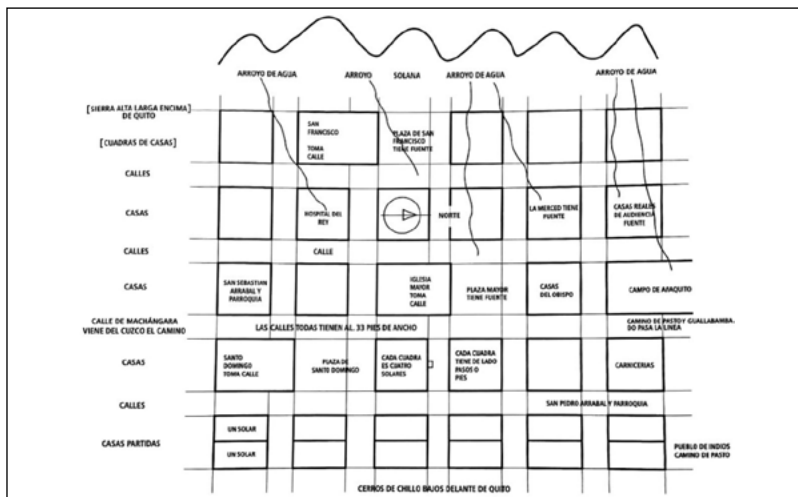 ARROYO DE AGUA
ARROYO
SOLANA
ARROYO DE AGUA
ARROYO DE AGUA
[SIERRA ALTA LARGA ENCIMA]
DE QUITO
[CUADRAS DE CASAS]
SAN
FRANCISCO
TOMA
CALLE
PLAZA DE SAN
FRANCISCO
TIENE FUENTE
CALLES
CASAS
HOSPITAL DEL
REY
NORTE
LA MERCED TIENE
FUENTE
CASAS REALES
DE AUDIENCIA
FUENTE
CALLES
CALLE
CASAS
SAN SEBASTIAN
ARRABAL Y
PARROQUIA
IGLESIA
MAYOR
TOMA
CALLE
PLAZA MAYOR
TIENE FUENTE
CASAS
DEL OBISPO
CAMPO DE AÑAQUITO
CALLE DE MACHÁNGARA
VIENE DEL CUZCO EL CAMINO
LAS CALLES TODAS TIENEN AL. 33 PIES DE ANCHO
CAMINO DE PASTO Y GUALLABAMBA.
DO PASA LA LINEA
CASAS
SANTO
DOMINGO
TOMA CALLE
PLAZA DE
SANTO DOMINGO
CADA CUADRA
ES CUATRO
SOLARES
CADA CUADRA
TIENE DE LADO
PASOS O
PIES
CARNICERIAS
CALLES
SAN PEDRO ARRABAL Y PARROQUIA
CASAS PARTIDAS
UN SOLAR
UN SOLAR
PUEBLO DE INDIOS
CAMINO DE PASTO
CERROS DE CHILLO BAJOS DELANTE DE QUITO